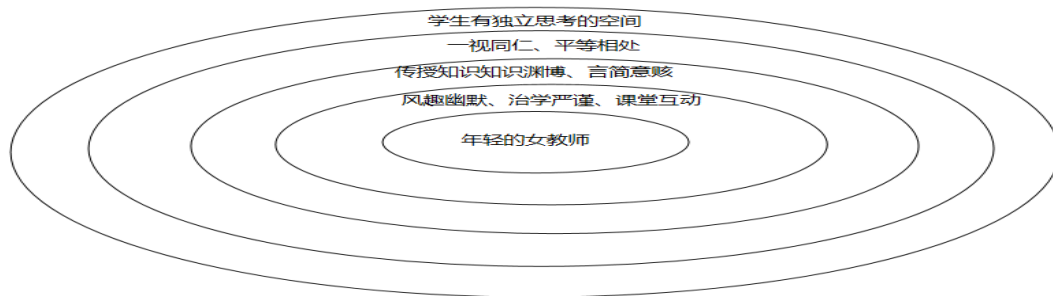 学生有独立思考的空间
一视同仁、平等相处
传授知识知识渊博、言简意赅
风趣幽默、治学严谨、课堂互动
年轻的女教师